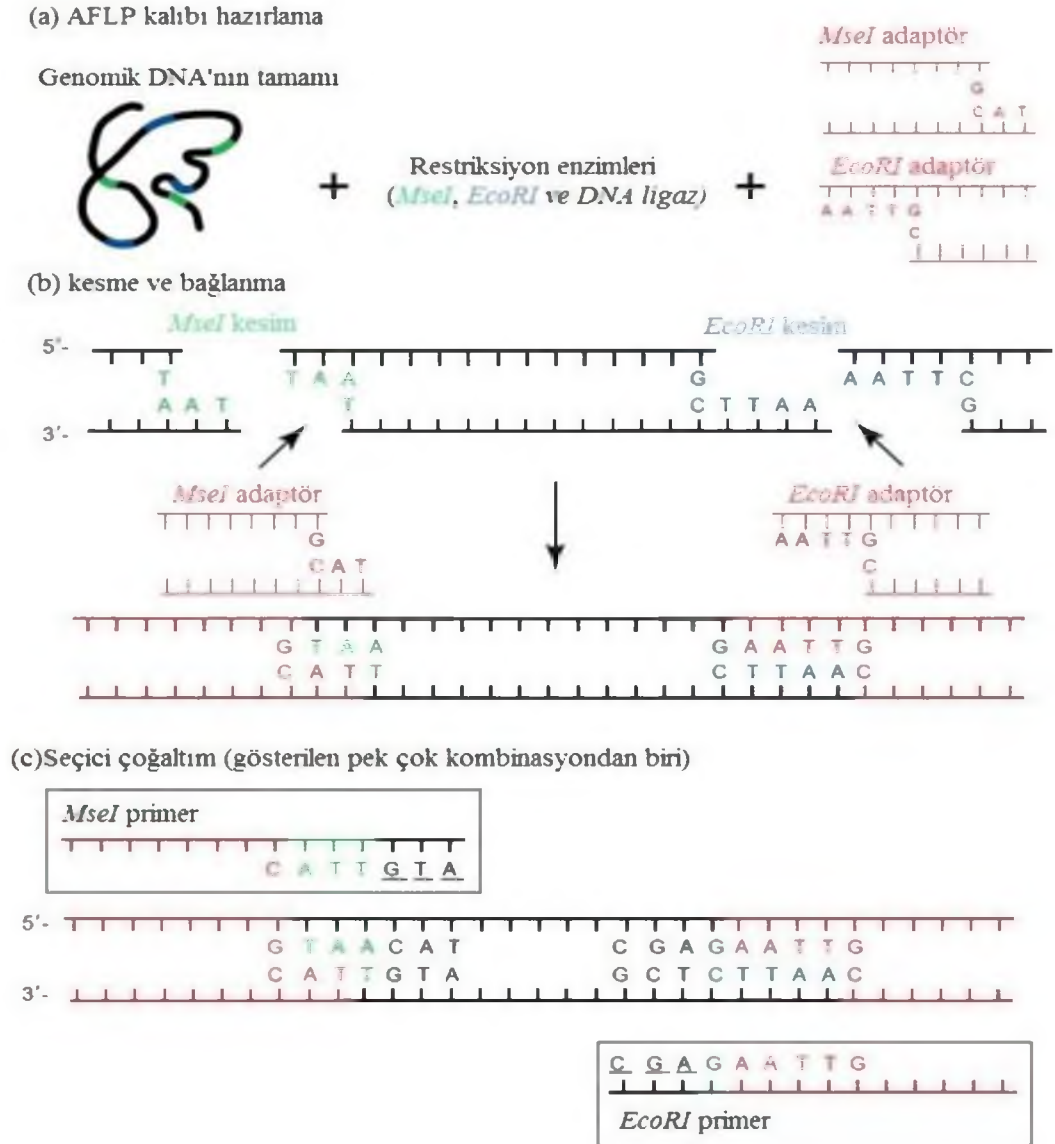 (a) AFLP kalıbı hazırlama
MseI adaptör
Genomik DNA'nın tamamı
G
C A T
+ Restriksiyon enzimleri +
(MseI, EcoRI ve DNA ligaz)
EcoRI adaptör
A A T T G
C
(b) kesme ve bağlanma
MseI kesim
EcoRI kesim
5'-
T T A A G A A T T C
A A T T C T T A A G
3'-
MseI adaptör
EcoRI adaptör
G A A T T G
C A T C
G T A A G A A T T G
C A T T C T T A A C
(c)Seçici çoğaltım (gösterilen pek çok kombinasyondan biri)
MseI primer
C A T T G T A
5'-
G T A A C A T C G A G A A T T G
C A T T G T A G C T C T T A A C
3'-
C G A G A A T T G
EcoRI primer